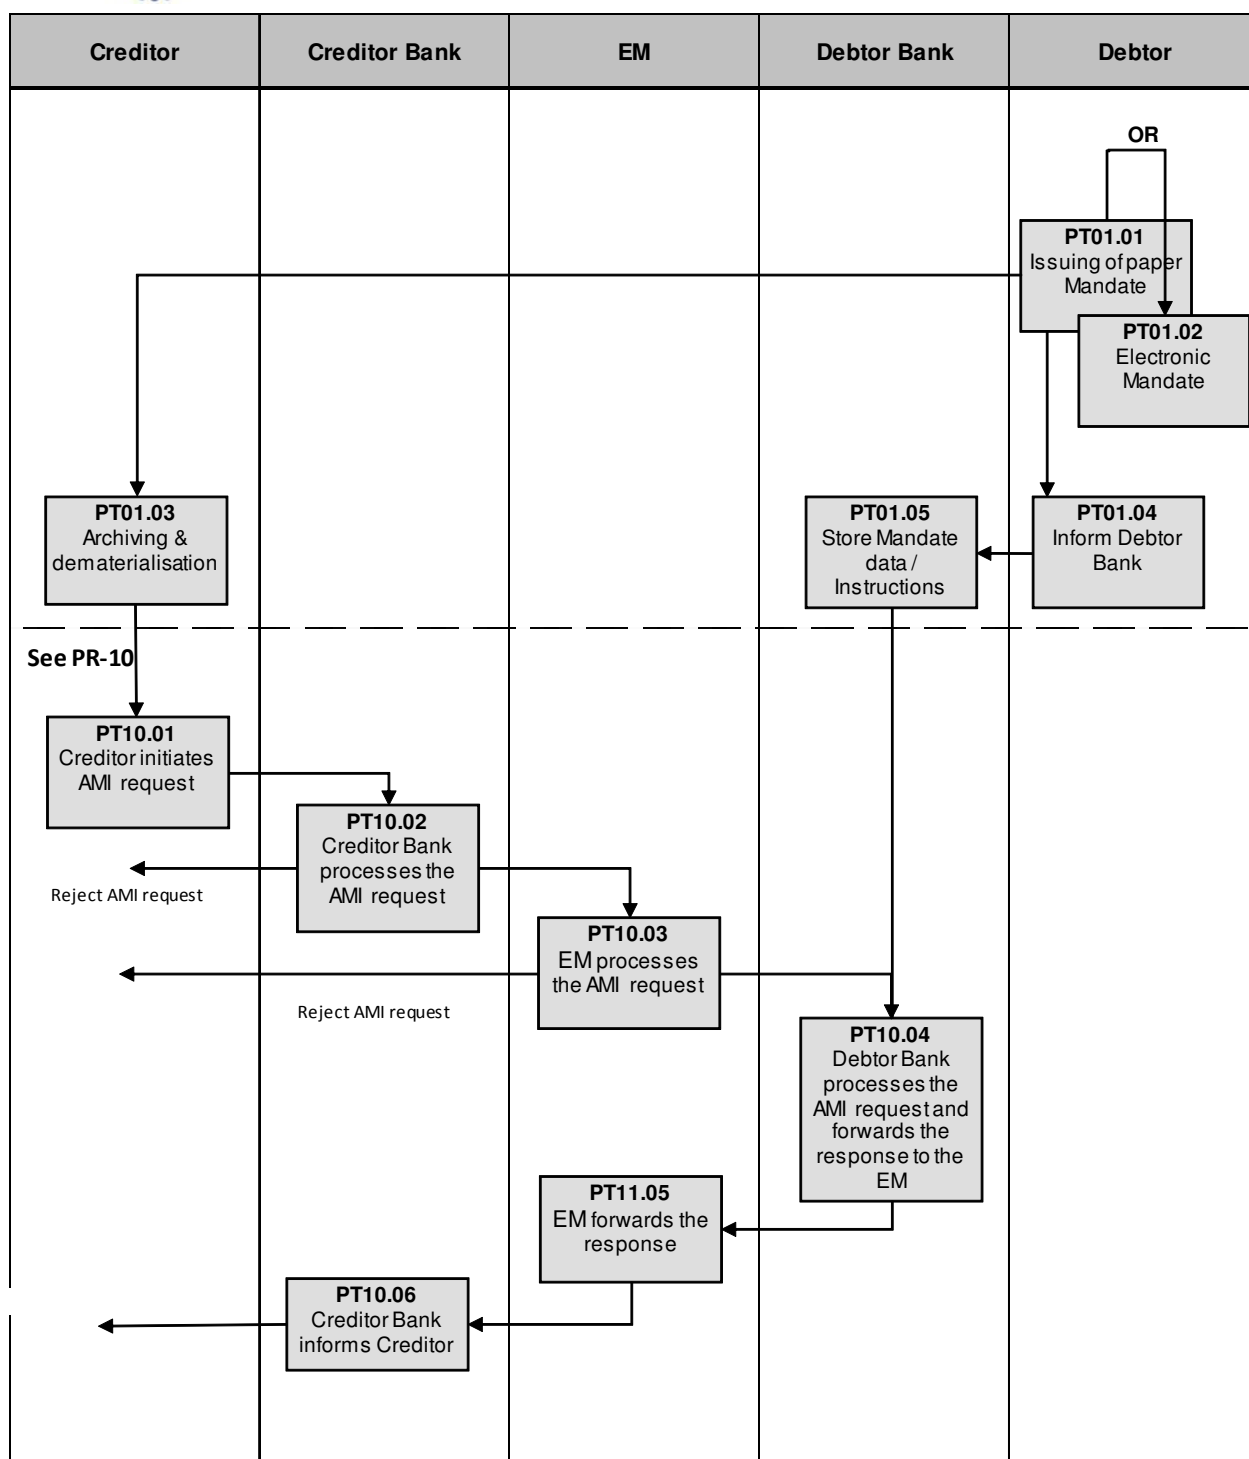 Creditor
Creditor Bank
EM
Debtor Bank
Debtor
OR
PT01.01
Issuing of paper
Mandate
PT01.02
Electronic
Mandate
PT01.03
Archiving &
dematerialisation
PT01.05
Store Mandate
data /
Instructions
PT01.04
Inform Debtor
Bank
See PR-10
PT10.01
Creditor initiates
AMI request
PT10.02
Creditor Bank
processes the
AMI request
Reject AMI request
PT10.03
EM processes
the AMI request
Reject AMI request
PT10.04
Debtor Bank
processes the
AMI request and
forwards the
response to the
EM
PT11.05
EM forwards the
response
PT10.06
Creditor Bank
informs Creditor